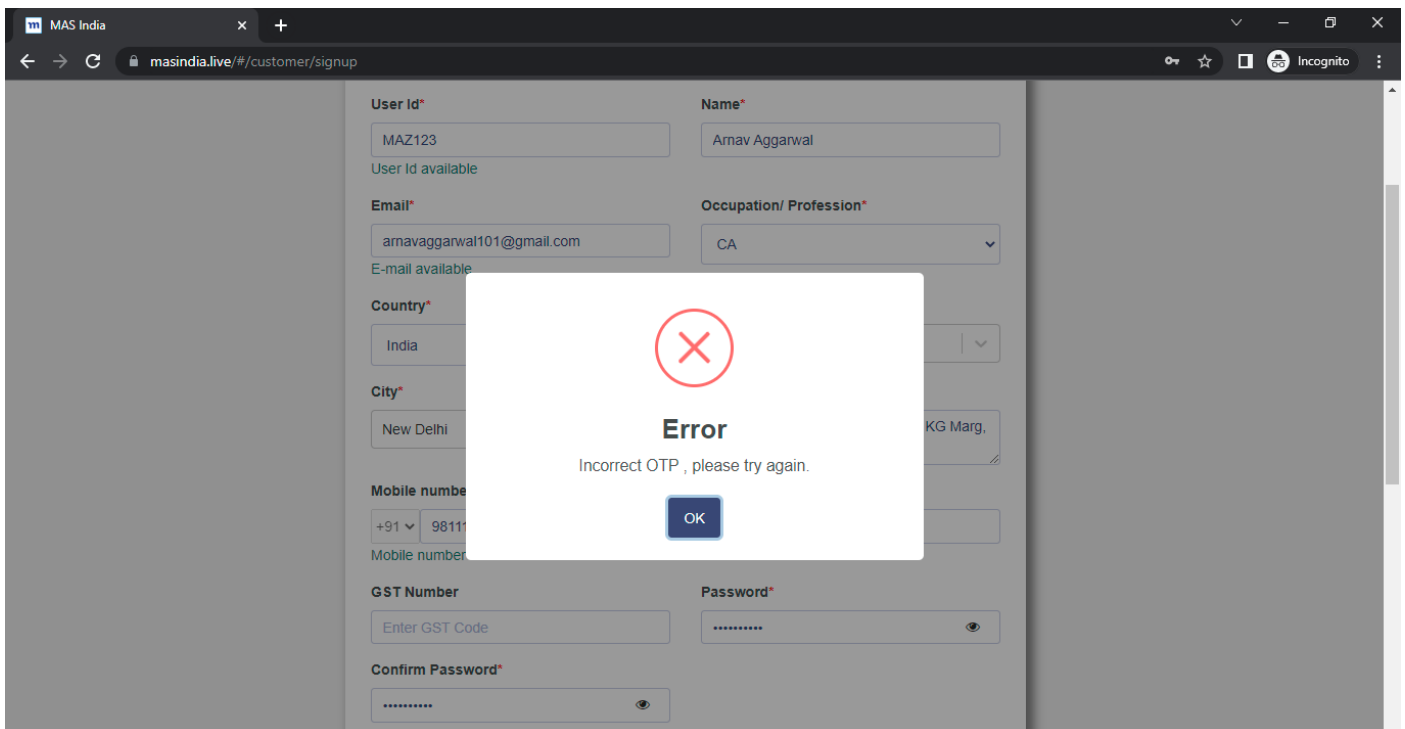 MAS India
masindia.live/#/customer/signup
Incognito
User Id*
Name*
MAZ123
Arnav Aggarwal
User Id available
Email*
Occupation/ Profession*
arnavaggarwal101@gmail.com
CA
E-mail available
Country*
India
City*
New Delhi
KG Marg,
Error
Incorrect OTP , please try again.
OK
Mobile numbe
+91
98111
Mobile number
GST Number
Password*
Enter GST Code
••••••••••
Confirm Password*
••••••••••